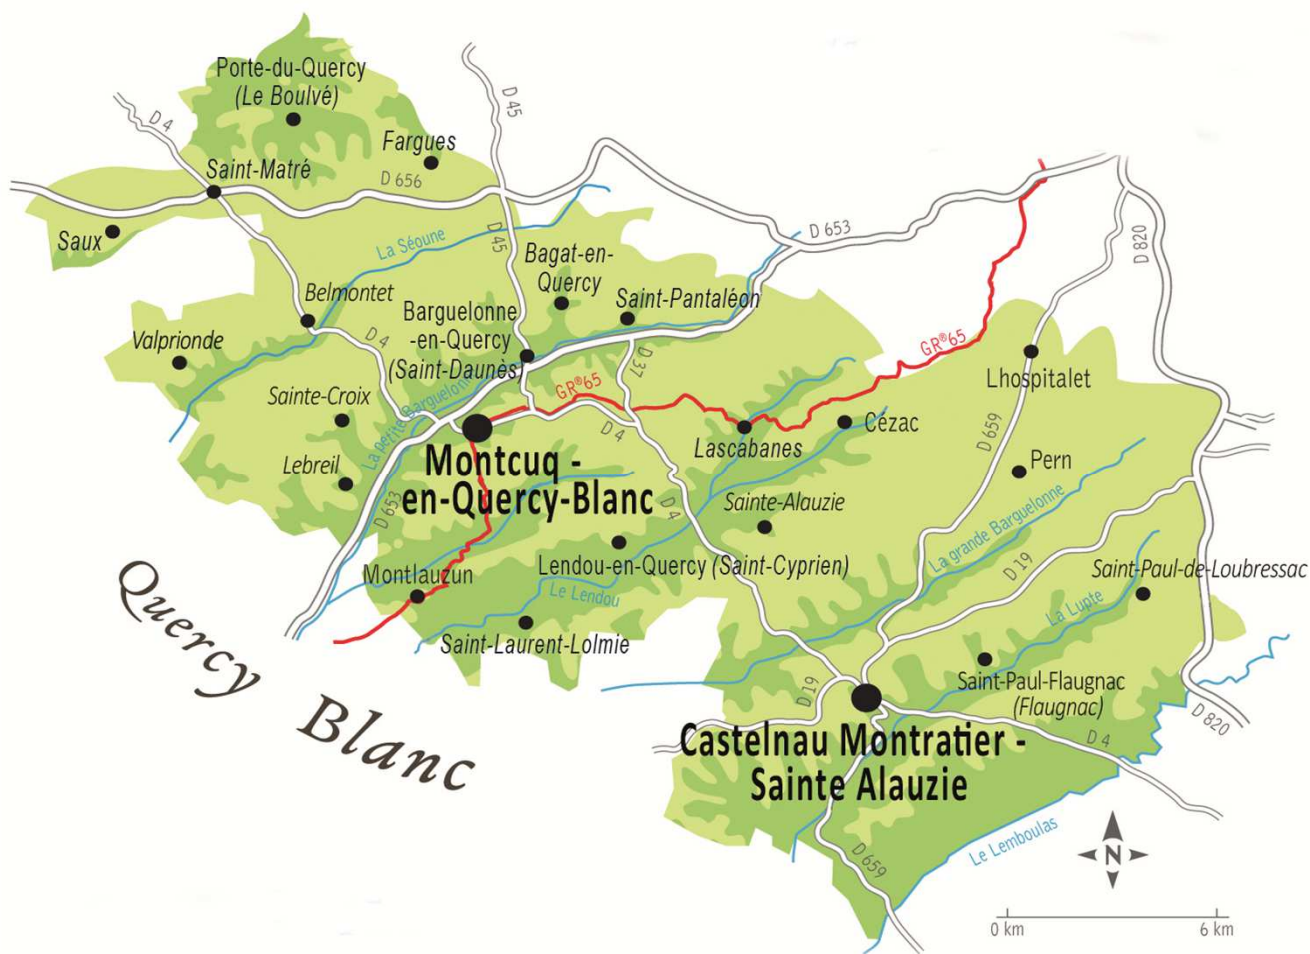 Porte-du-Quercy
(Le Boulvé)
D 45
D 4
Fargues
Saint-Matré
D 656
Saux
La Séoune
D 45
D 653
D 820
Bagat-en-
Quercy
Belmontet
Saint-Pantaléon
Barguelonne
-en-Quercy
(Saint-Daunès)
Valprionde
D 4
D 37
GR®65
Lhospitalet
Sainte-Croix
La petite Barguelonne
GR®65
D 4
Lascabanes
Cézac
D 659
Lebreil
Montcuq -
en-Quercy-Blanc
Pern
D 653
D 4
Sainte-Alauzie
La grande Barguelonne
D 19
Lendou-en-Quercy (Saint-Cyprien)
Montlauzun
Le Lendou
Saint-Paul-de-Loubressac
La Lupte
Saint-Laurent-Lolmie
Quercy Blanc
D 19
Saint-Paul-Flaugnac
(Flaugnac)
D 820
D 4
Castelnau Montratier -
Sainte Alauzie
Le Lemboulas
D 659
N
0 km
6 km